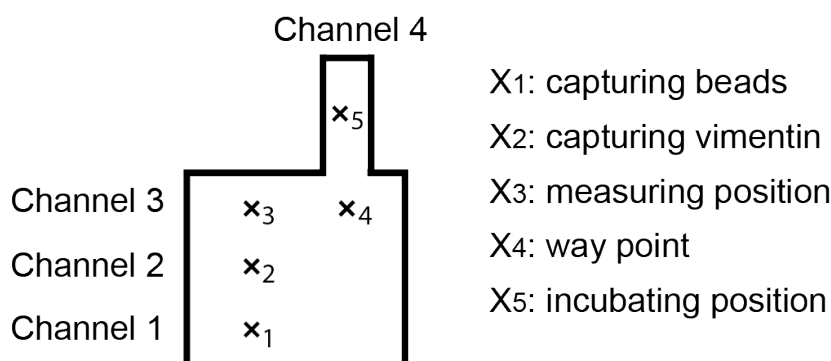 Channel 4
×5
Channel 3
×3
×4
Channel 2
×2
Channel 1
×1
X1: capturing beads
X2: capturing vimentin
X3: measuring position
X4: way point
X5: incubating position